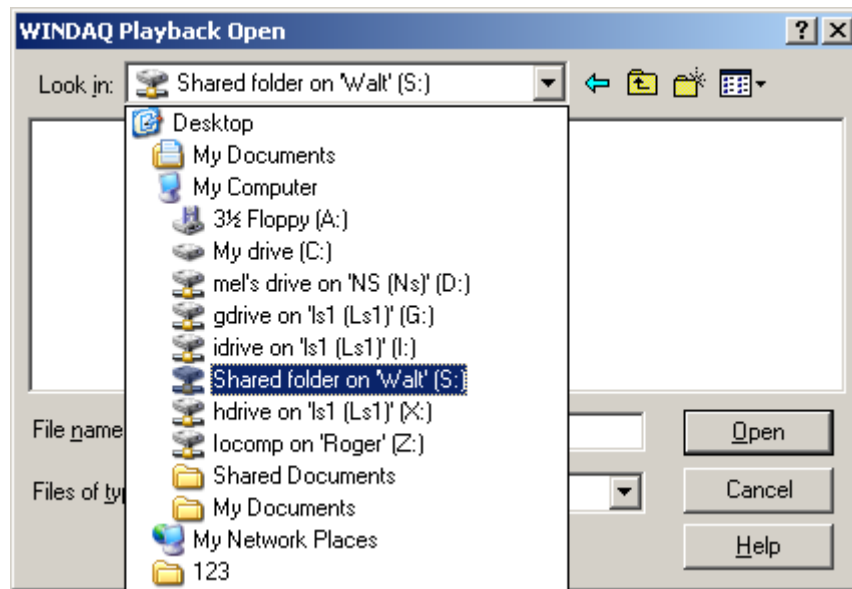 WINDAQ Playback Open
Look in: Shared folder on 'Walt' (S:)
Desktop
My Documents
My Computer
3½ Floppy (A:)
My drive (C:)
mel's drive on 'NS (Ns)' (D:)
gdrive on 'ls1 (Ls1)' (G:)
idrive on 'ls1 (Ls1)' (I:)
Shared folder on 'Walt' (S:)
hdrive on 'ls1 (Ls1)' (X:)
locomp on 'Roger' (Z:)
Shared Documents
My Documents
My Network Places
123
File name
Open
Files of ty
Cancel
Help